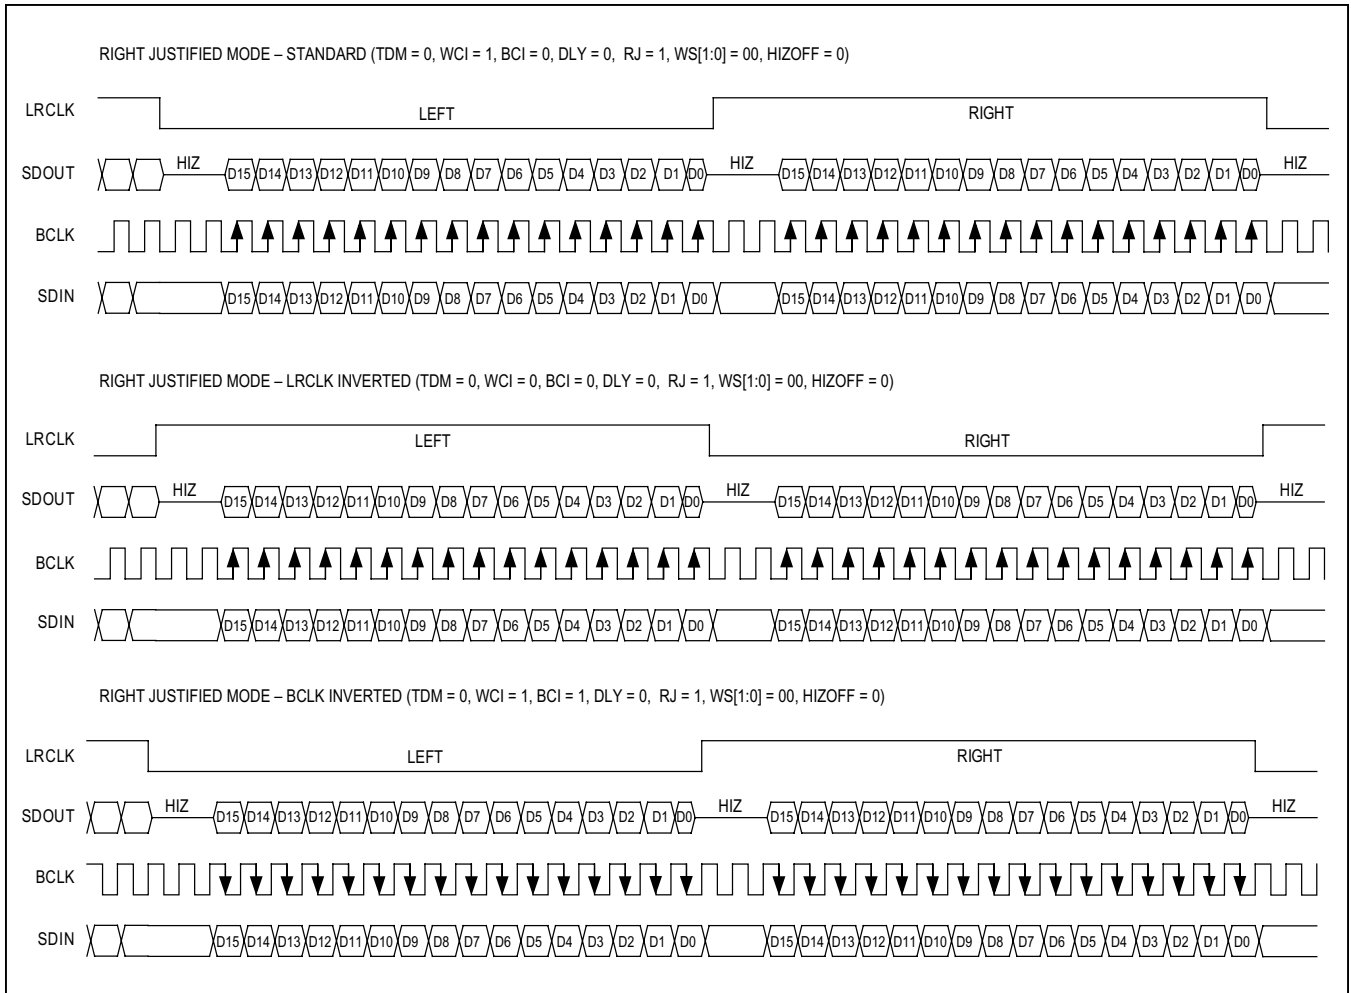 RIGHT JUSTIFIED MODE – STANDARD (TDM = 0, WCI = 1, BCI = 0, DLY = 0, RJ = 1, WS[1:0] = 00, HIZOFF = 0)
LRCLK LEFT RIGHT
SDOUT HIZ D15 D14 D13 D12 D11 D10 D9 D8 D7 D6 D5 D4 D3 D2 D1 D0 HIZ D15 D14 D13 D12 D11 D10 D9 D8 D7 D6 D5 D4 D3 D2 D1 D0 HIZ
BCLK
SDIN D15 D14 D13 D12 D11 D10 D9 D8 D7 D6 D5 D4 D3 D2 D1 D0 D15 D14 D13 D12 D11 D10 D9 D8 D7 D6 D5 D4 D3 D2 D1 D0
RIGHT JUSTIFIED MODE – LRCLK INVERTED (TDM = 0, WCI = 0, BCI = 0, DLY = 0, RJ = 1, WS[1:0] = 00, HIZOFF = 0)
LRCLK LEFT RIGHT
SDOUT HIZ D15 D14 D13 D12 D11 D10 D9 D8 D7 D6 D5 D4 D3 D2 D1 D0 HIZ D15 D14 D13 D12 D11 D10 D9 D8 D7 D6 D5 D4 D3 D2 D1 D0 HIZ
BCLK
SDIN D15 D14 D13 D12 D11 D10 D9 D8 D7 D6 D5 D4 D3 D2 D1 D0 D15 D14 D13 D12 D11 D10 D9 D8 D7 D6 D5 D4 D3 D2 D1 D0
RIGHT JUSTIFIED MODE – BCLK INVERTED (TDM = 0, WCI = 1, BCI = 1, DLY = 0, RJ = 1, WS[1:0] = 00, HIZOFF = 0)
LRCLK LEFT RIGHT
SDOUT HIZ D15 D14 D13 D12 D11 D10 D9 D8 D7 D6 D5 D4 D3 D2 D1 D0 HIZ D15 D14 D13 D12 D11 D10 D9 D8 D7 D6 D5 D4 D3 D2 D1 D0 HIZ
BCLK
SDIN D15 D14 D13 D12 D11 D10 D9 D8 D7 D6 D5 D4 D3 D2 D1 D0 D15 D14 D13 D12 D11 D10 D9 D8 D7 D6 D5 D4 D3 D2 D1 D0